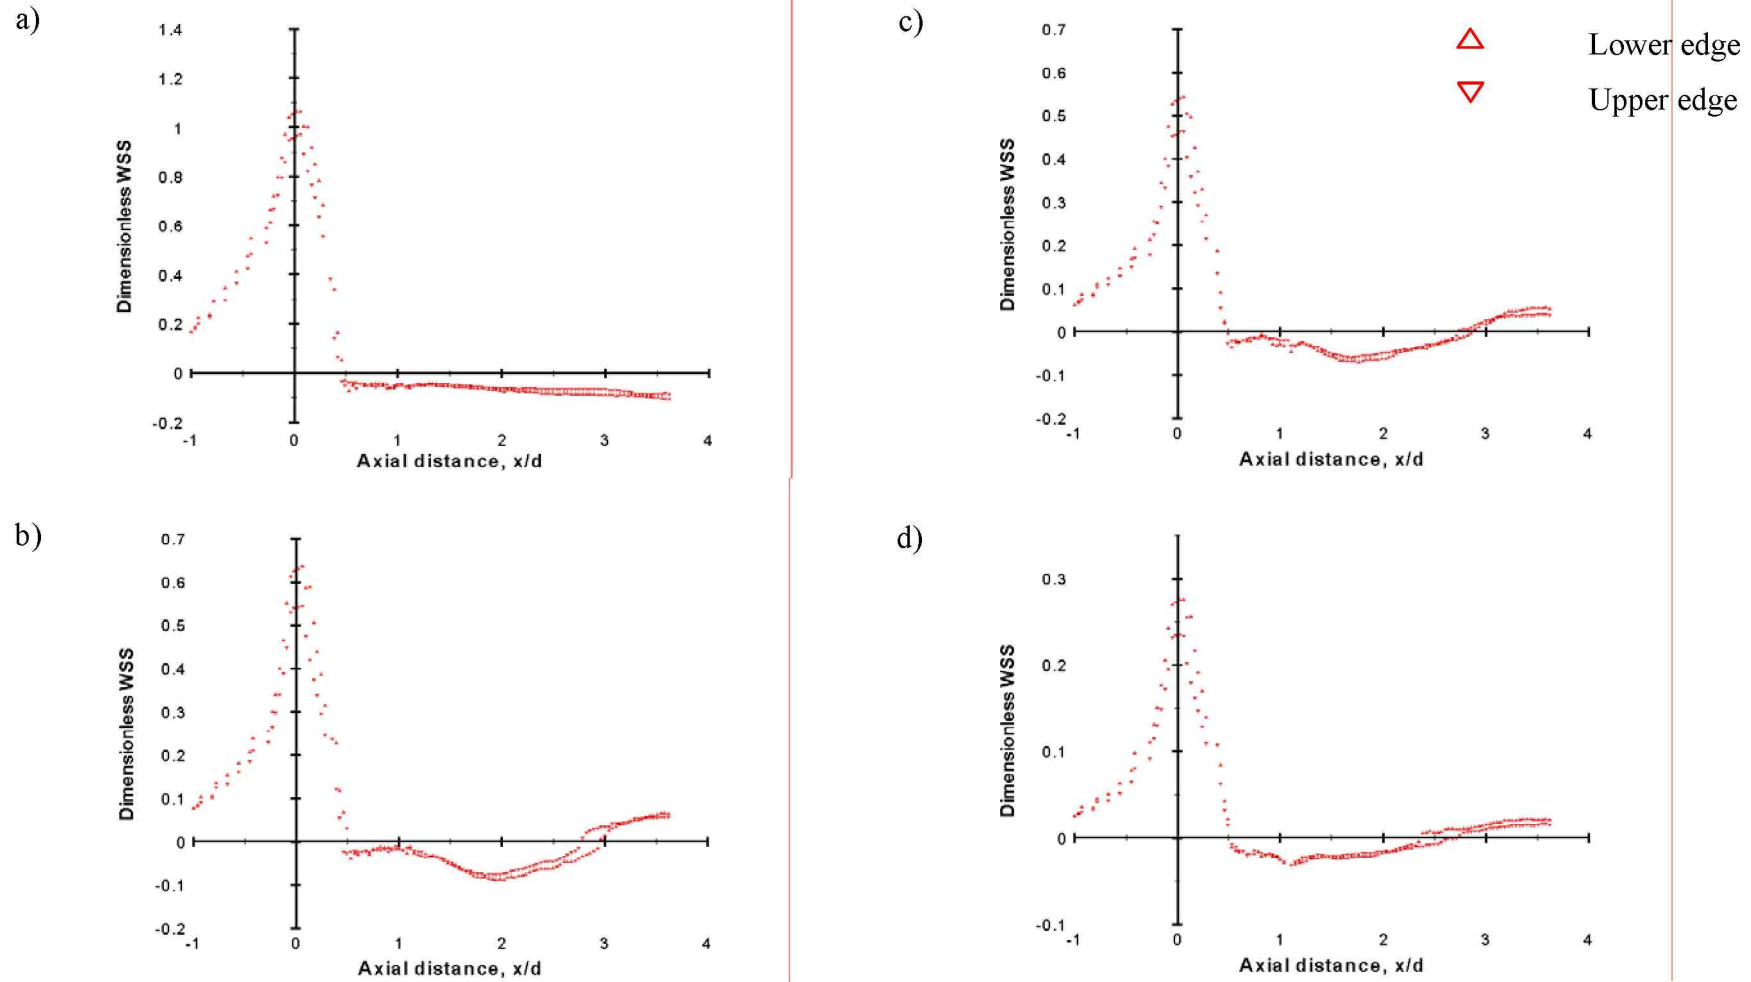 a)
1.4
1.2
1
0.8
0.6
0.4
0.2
0
-0.2
Dimensionless WSS
-1 0 1 2 3 4
Axial distance, x/d
c)
0.7
0.6
0.5
0.4
0.3
0.2
0.1
0
-0.1
-0.2
Dimensionless WSS
-1 0 1 2 3 4
Axial distance, x/d
Lower edge
Upper edge
b)
0.7
0.6
0.5
0.4
0.3
0.2
0.1
0
-0.1
-0.2
Dimensionless WSS
-1 0 1 2 3 4
Axial distance, x/d
d)
0.3
0.2
0.1
0
-0.1
Dimensionless WSS
-1 0 1 2 3 4
Axial distance, x/d